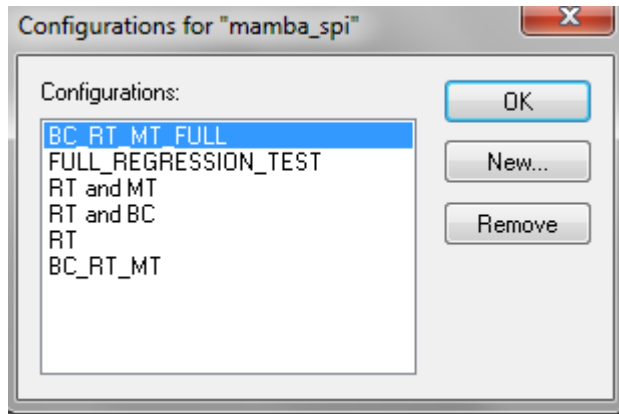 Configurations for "mamba_spi"
Configurations:
BC_RT_MT_FULL
FULL_REGRESSION_TEST
RT and MT
RT and BC
RT
BC_RT_MT
OK
New...
Remove